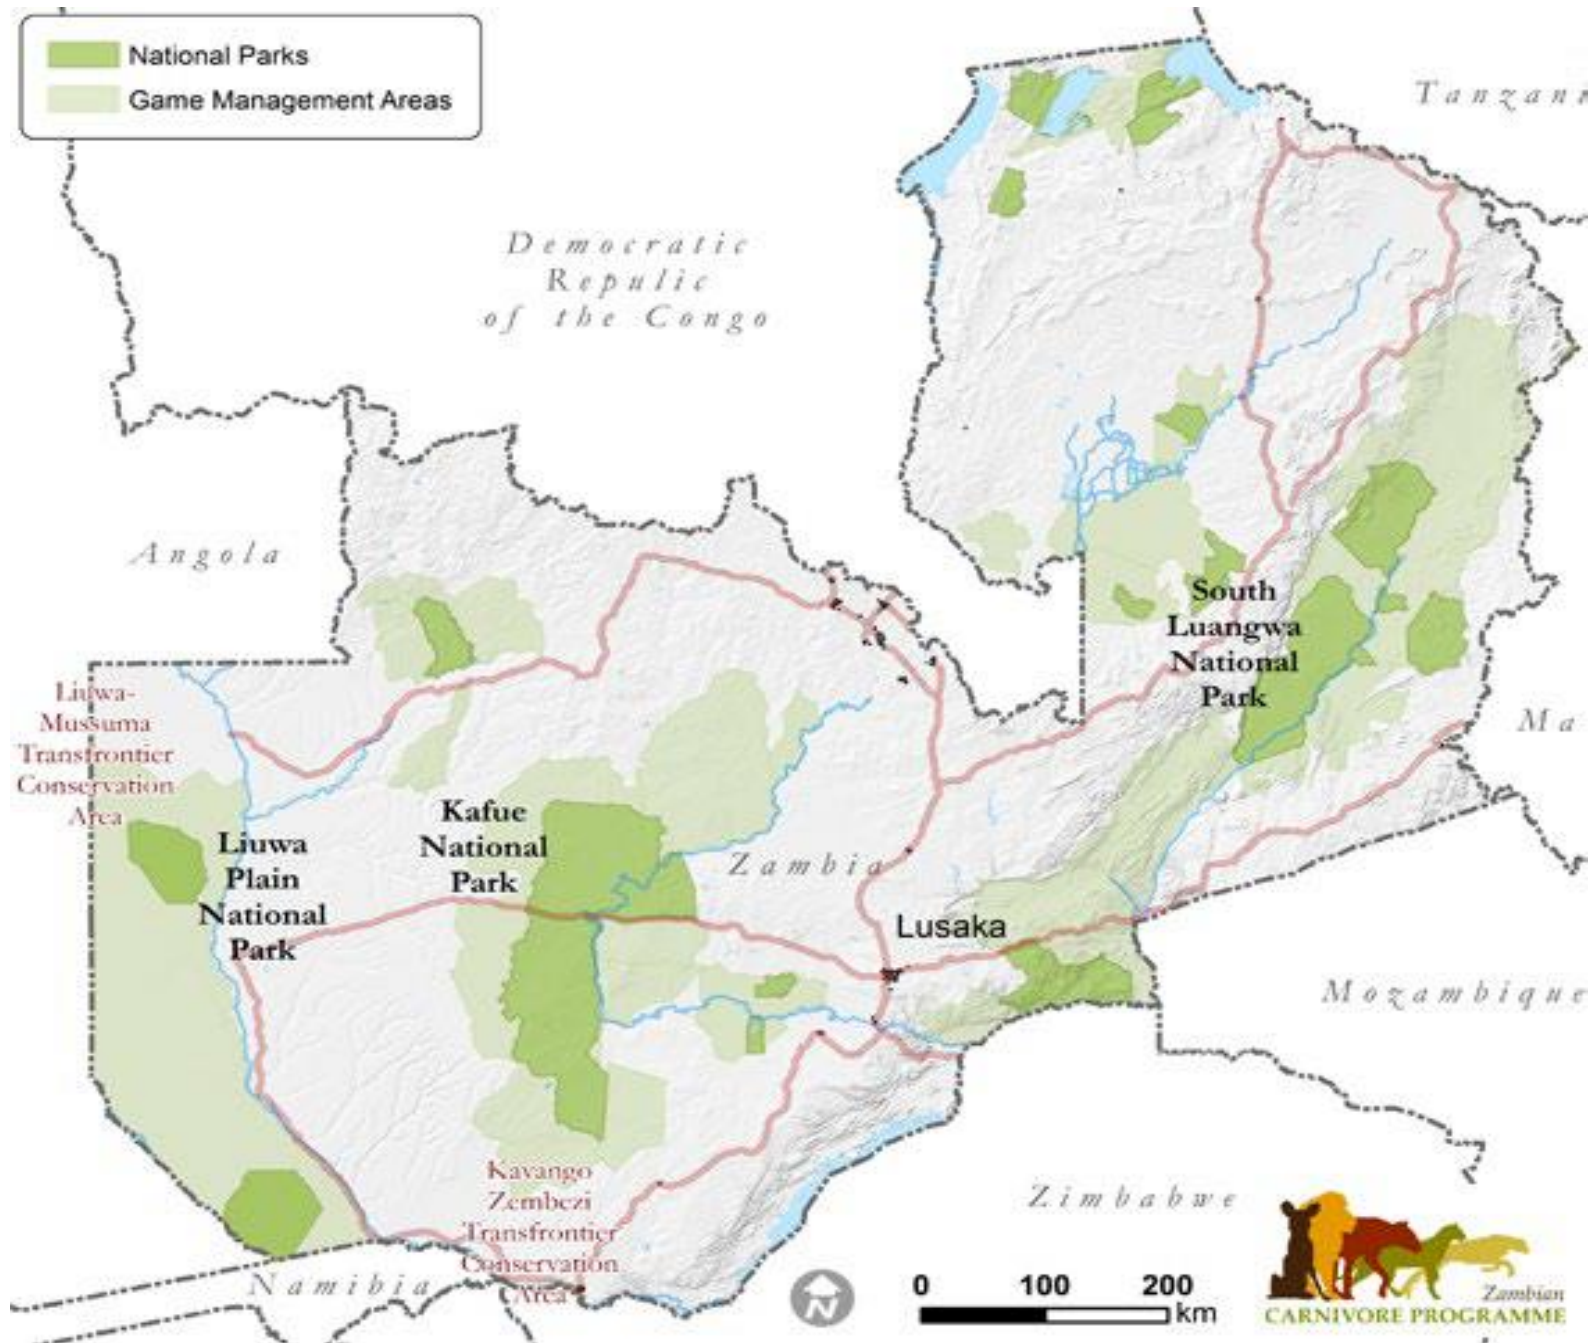 National Parks
Game Management Areas
Democratic
Repulic
of the Congo
Angola
South
Luangwa
National
Park
Liuwa-
Mussuma
Transfrontier
Conservation
Area
Kafue
National
Park
Liuwa
Plain
National
Park
Zambia
Lusaka
Ma
Mozambique
Kavango
Zembezi
Transfrontier
Conservation
Area
Zimbabwe
Namibia
N
0 100 200
km
Zambian
CARNIVORE PROGRAMME